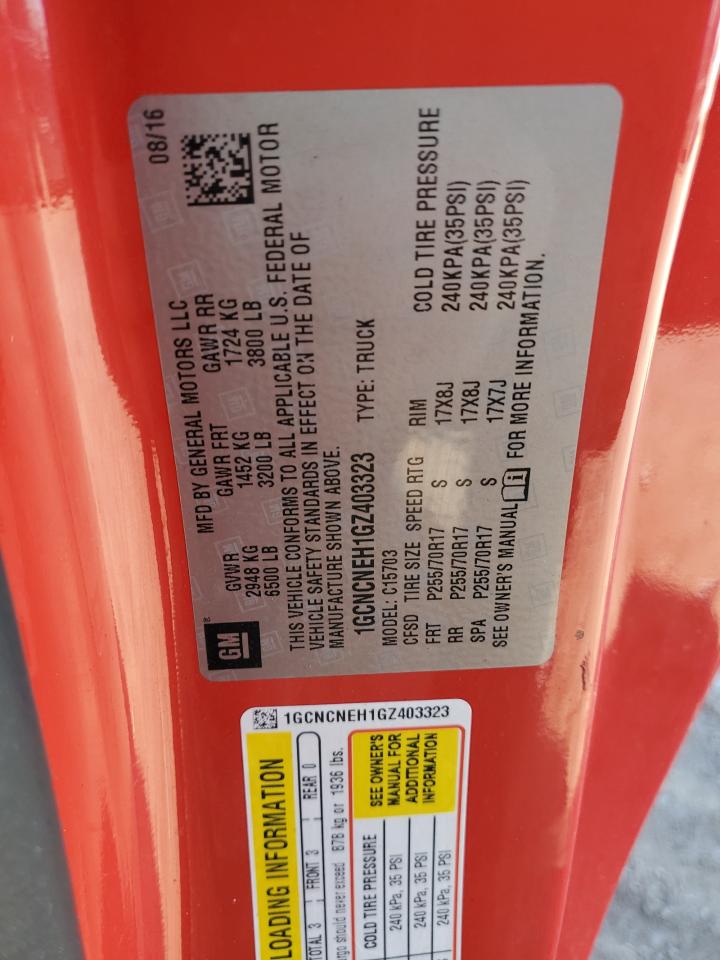 08/16
MFD BY GENERAL MOTORS LLC
GVWR GAWR FRT GAWR RR
2948 KG 1452 KG 1724 KG
6500 LB 3200 LB 3800 LB
GM®
THIS VEHICLE CONFORMS TO ALL APPLICABLE U.S. FEDERAL MOTOR
VEHICLE SAFETY STANDARDS IN EFFECT ON THE DATE OF
MANUFACTURE SHOWN ABOVE.
1GCNCNEH1GZ403323 TYPE: TRUCK
MODEL: C15703
CFSD TIRE SIZE SPEED RTG RIM COLD TIRE PRESSURE
FRT P255/70R17 S 17X8J 240KPA(35PSI)
RR P255/70R17 S 17X8J 240KPA(35PSI)
SPA P255/70R17 S 17X7J 240KPA(35PSI)
SEE OWNER'S MANUAL FOR MORE INFORMATION.
1GCNCNEH1GZ403323
LOADING INFORMATION
TOTAL 3 FRONT 3 REAR 0
should never exceed 878 kg or 1936 lbs.
COLD TIRE PRESSURE
240 kPa, 35 PSI
240 kPa, 35 PSI
240 kPa, 35 PSI
SEE OWNER'S
MANUAL FOR
ADDITIONAL
INFORMATION